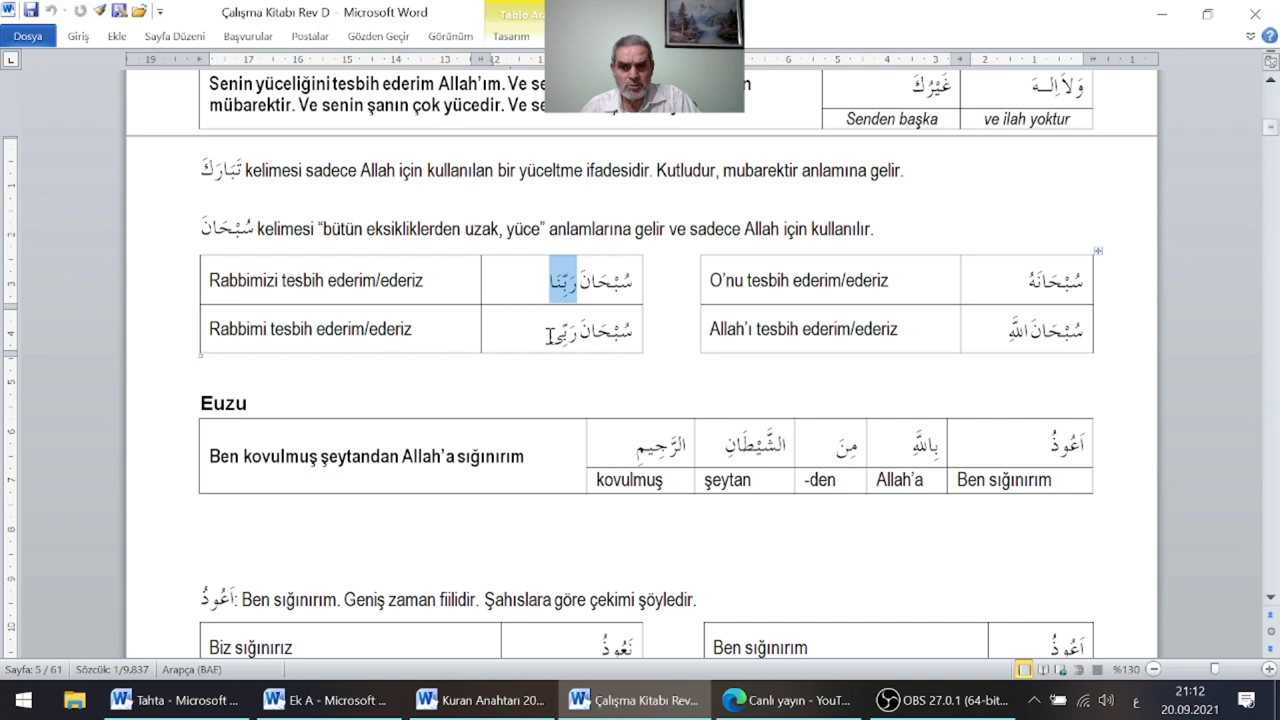 Çalışma Kitabı Rev D - Microsoft Word
Tablo Ara
Dosya Giriş Ekle Sayfa Düzeni Başvurular Postalar Gözden Geçir Görünüm Tasarım
Senin yüceliğini tesbih ederim Allah’ım. Ve se
mübarektir. Ve senin şanın çok yücedir. Ve se
غَيْرُكَ وَلاَ اِلٰـهَ
Senden başka ve ilah yoktur
تَبَارَكَ kelimesi sadece Allah için kullanılan bir yüceltme ifadesidir. Kutludur, mubarektir anlamına gelir.
سُبْحَانَ kelimesi “bütün eksikliklerden uzak, yüce” anlamlarına gelir ve sadece Allah için kullanılır.
Rabbimizi tesbih ederim/ederiz سُبْحَانَ رَبِّنَا O’nu tesbih ederim/ederiz سُبْحَانَهُ
Rabbimi tesbih ederim/ederiz سُبْحَانَ رَبِّىَ Allah’ı tesbih ederim/ederiz سُبْحَانَ اللَّهِ
Euzu
Ben kovulmuş şeytandan Allah’a sığınırım
الرَّجِيمِ الشَّيْطَانِ مِنَ بِاللَّهِ اَعُوذُ
kovulmuş şeytan -den Allah’a Ben sığınırım
اَعُوذُ: Ben sığınırım. Geniş zaman fiilidir. Şahıslara göre çekimi şöyledir.
Biz sığınırız نَعُوذُ Ben sığınırım اَعُوذُ
Sayfa: 5 / 61 Sözcük: 1/9.837 Arapça (BAE) %130
Tahta - Microsoft ... Ek A - Microsoft ... Kuran Anahtarı 20... Çalışma Kitabı Rev... Canlı yayın - YouT... OBS 27.0.1 (64-bit... ع 21:12
20.09.2021